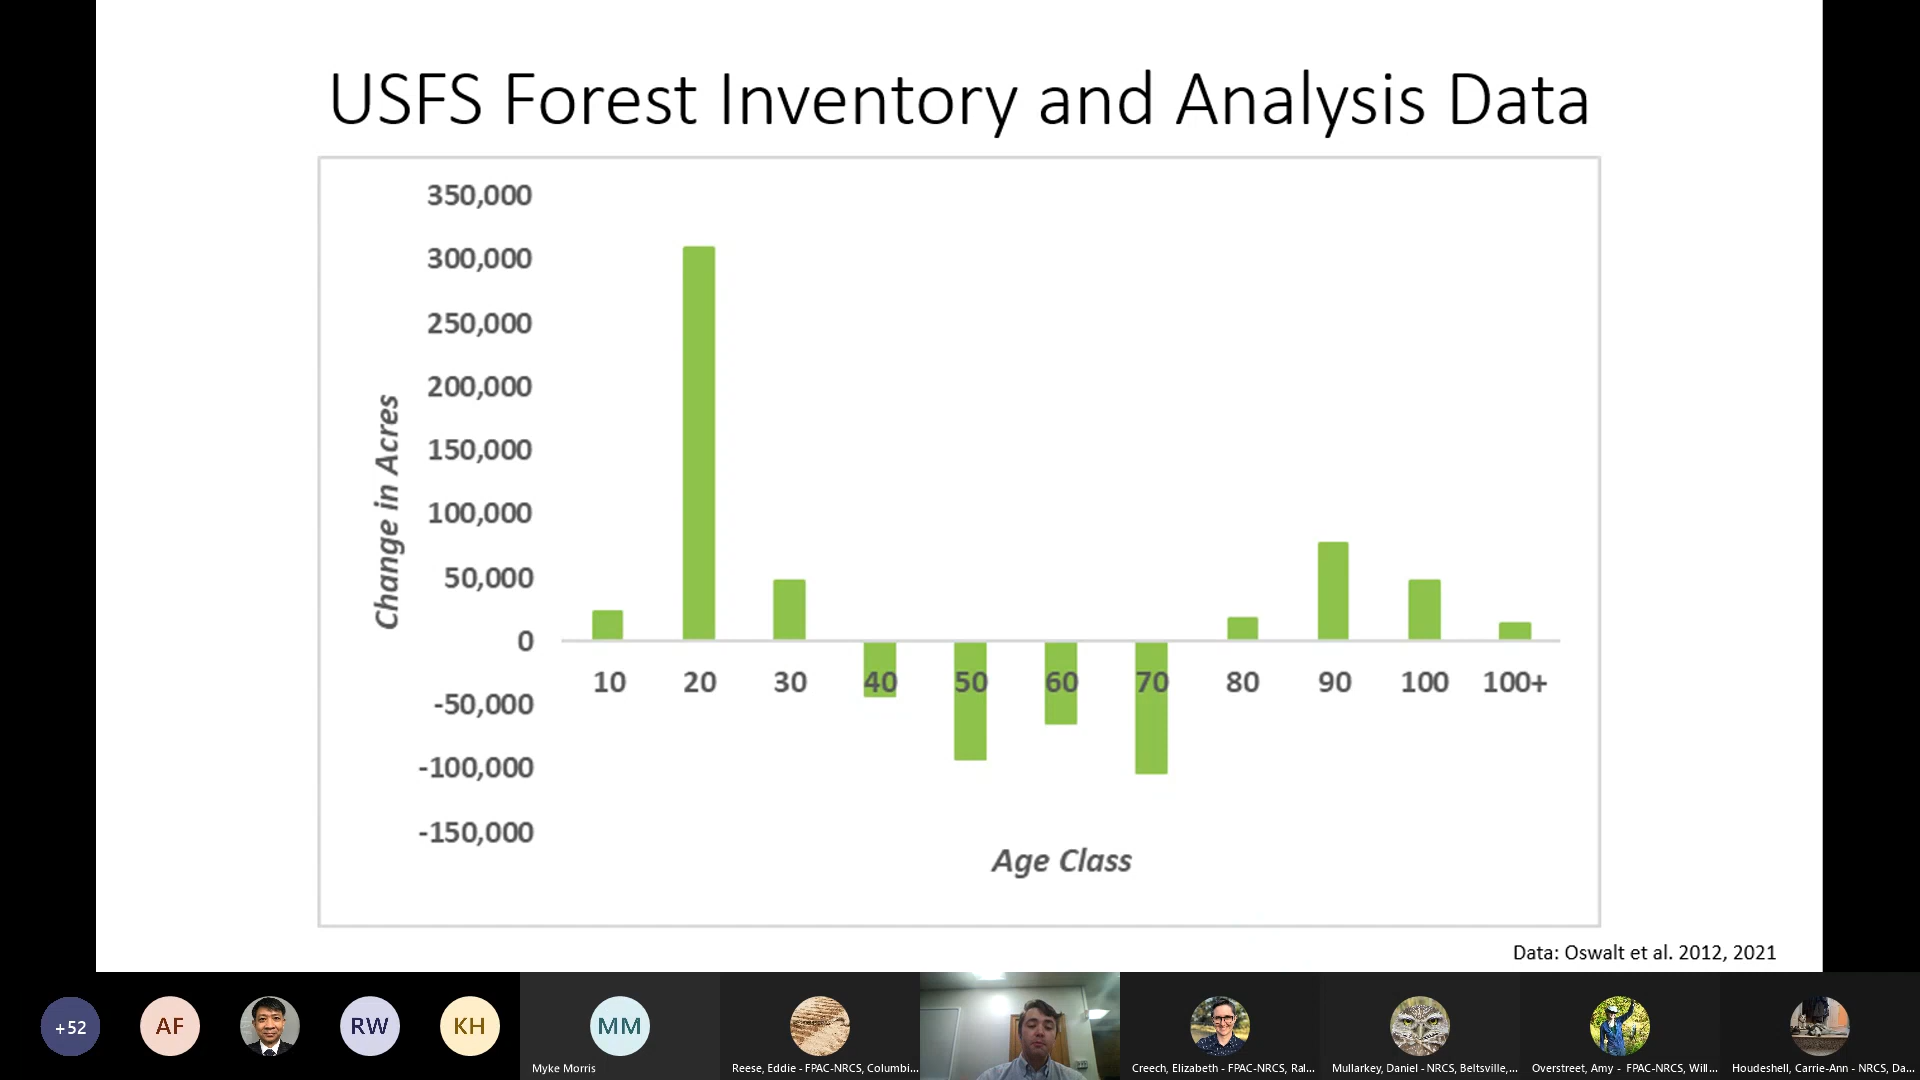 USFS Forest Inventory and Analysis Data
350,000
300,000
250,000
200,000
150,000
100,000
50,000
0
-50,000
-100,000
-150,000
Change in Acres
10 20 30 40 50 60 70 80 90 100 100+
Age Class
Data: Oswalt et al. 2012, 2021
+52 AF RW KH MM
Myke Morris
Reese, Eddie - FPAC-NRCS, Columbi...
Creech, Elizabeth - FPAC-NRCS, Ral...
Mullarkey, Daniel - NRCS, Beltsville,...
Overstreet, Amy - FPAC-NRCS, Will...
Houdeshell, Carrie-Ann - NRCS, Da...